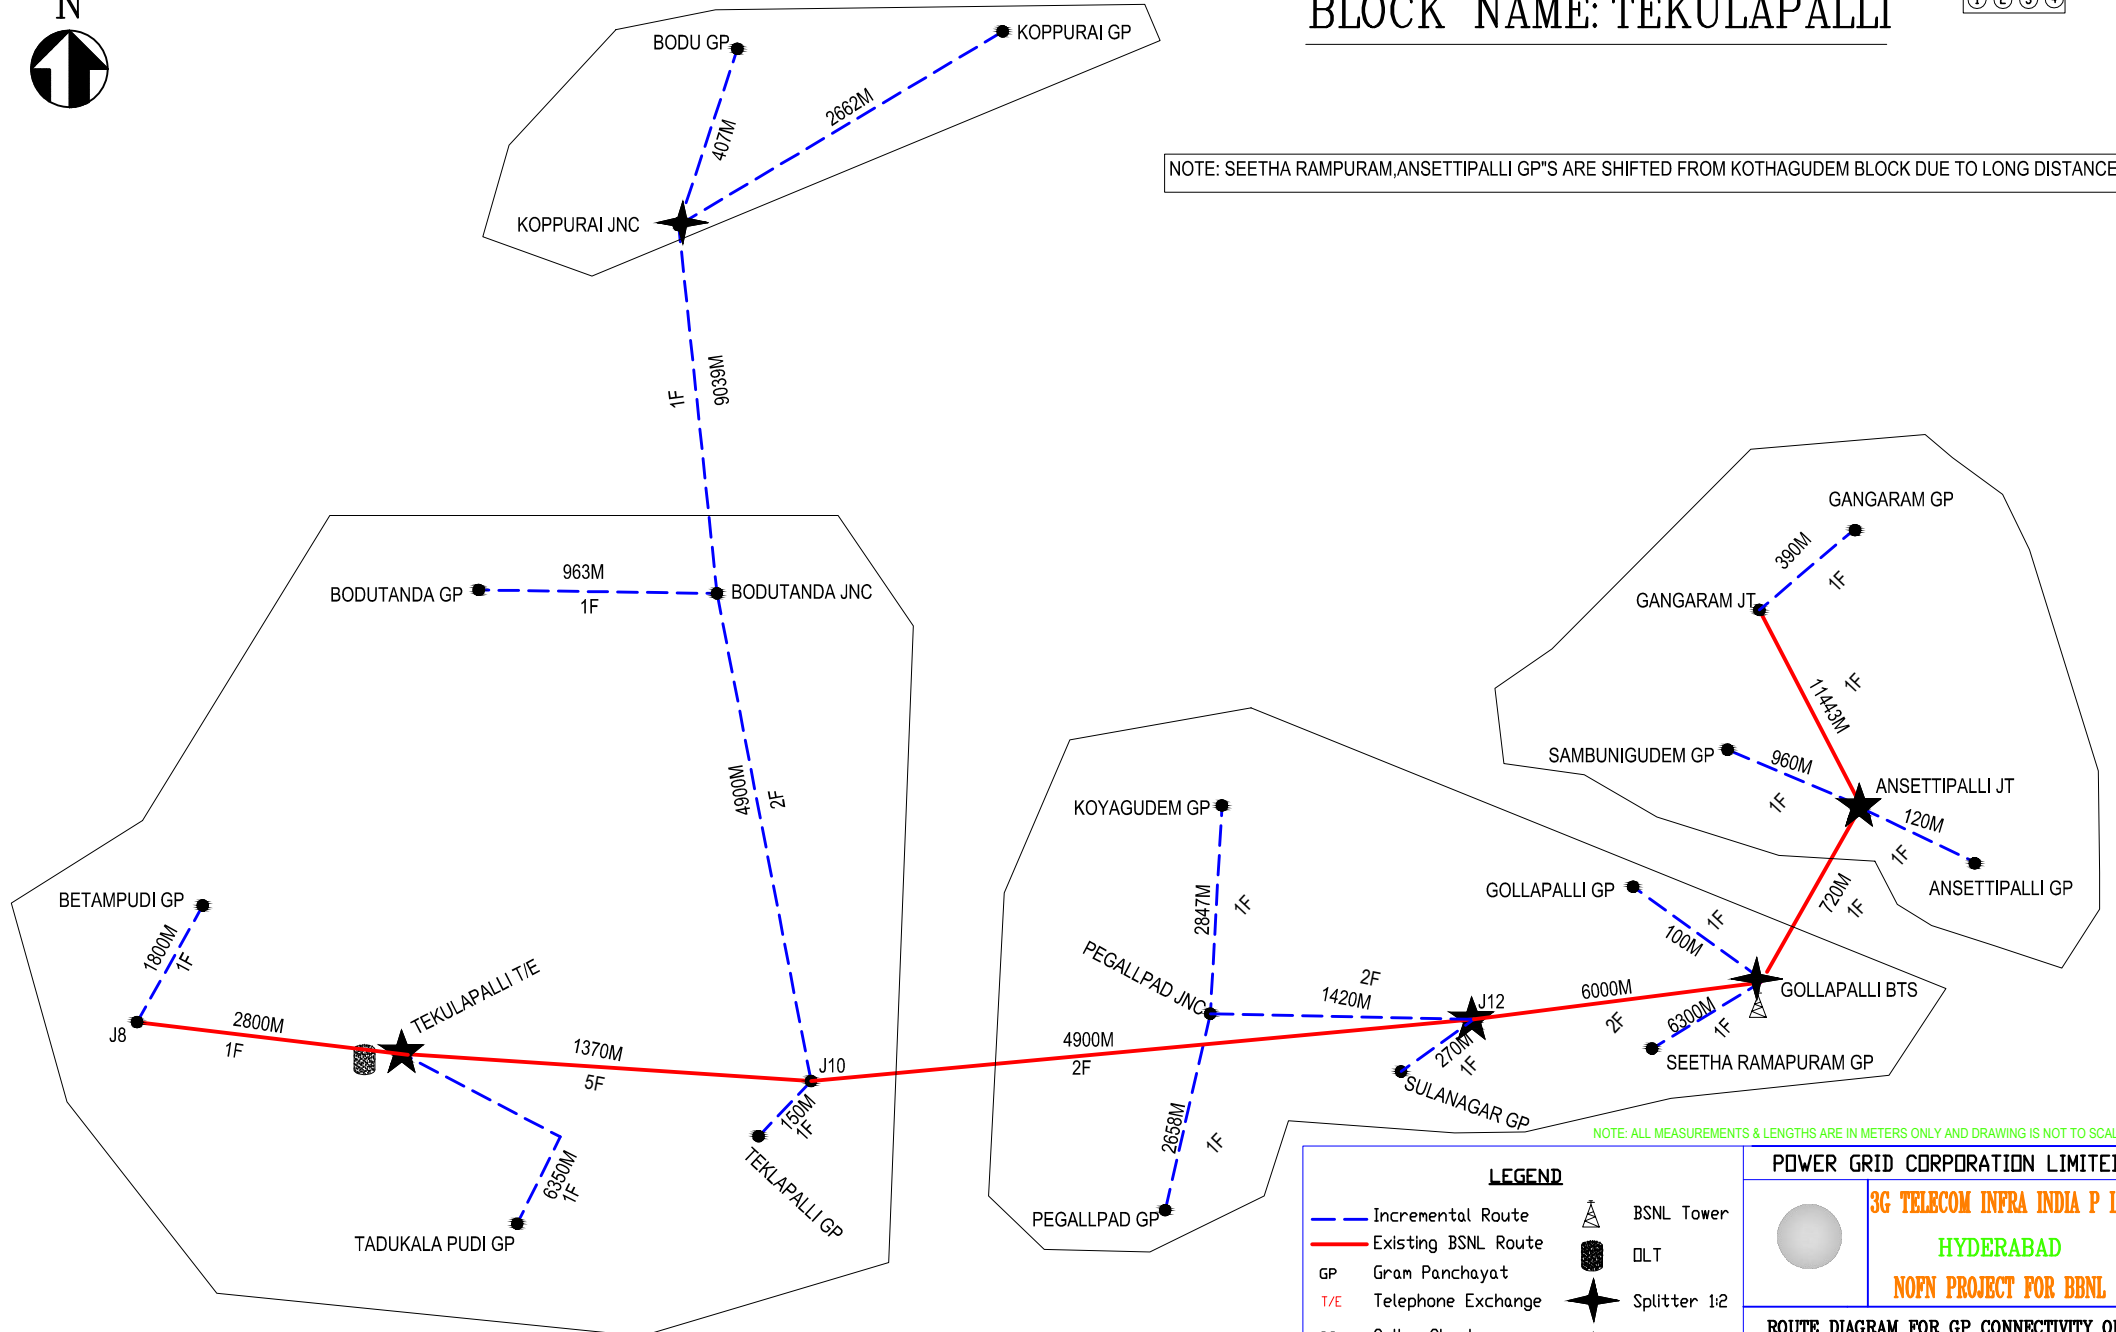 N
BLOCK NAME: TEKULAPALLI
1 2 3 4
BODU GP
KOPPURAI GP
2662M
407M
NOTE: SEETHA RAMPURAM,ANSETTIPALLI GP"S ARE SHIFTED FROM KOTHAGUDEM BLOCK DUE TO LONG DISTANCE
KOPPURAI JNC
1F
9039M
GANGARAM GP
390M
1F
BODUTANDA GP
963M
1F
BODUTANDA JNC
GANGARAM JT
11443M
1F
SAMBUNIGUDEM GP
960M
1F
ANSETTIPALLI JT
120M
1F
ANSETTIPALLI GP
4900M
2F
KOYAGUDEM GP
2847M
1F
GOLLAPALLI GP
1F
100M
720M
1F
BETAMPUDI GP
1800M
1F
TEKULAPALLI T/E
PEGALLPAD JNC
2F
1420M
J12
6000M
2F
GOLLAPALLI BTS
6300M
1F
SEETHA RAMAPURAM GP
J8
2800M
1F
1370M
5F
J10
4900M
2F
270M
1F
SULANAGAR GP
150M
1F
TEKLAPALLI GP
2658M
1F
6350M
1F
TADUKALA PUDI GP
PEGALLPAD GP
NOTE: ALL MEASUREMENTS & LENGTHS ARE IN METERS ONLY AND DRAWING IS NOT TO SCAL
LEGEND
Incremental Route
BSNL Tower
Existing BSNL Route
OLT
GP Gram Panchayat
T/E Telephone Exchange
Splitter 1:2
POWER GRID CORPORATION LIMITED
3G TELECOM INFRA INDIA P L
HYDERABAD
NOFN PROJECT FOR BBNL
ROUTE DIAGRAM FOR GP CONNECTIVITY OF